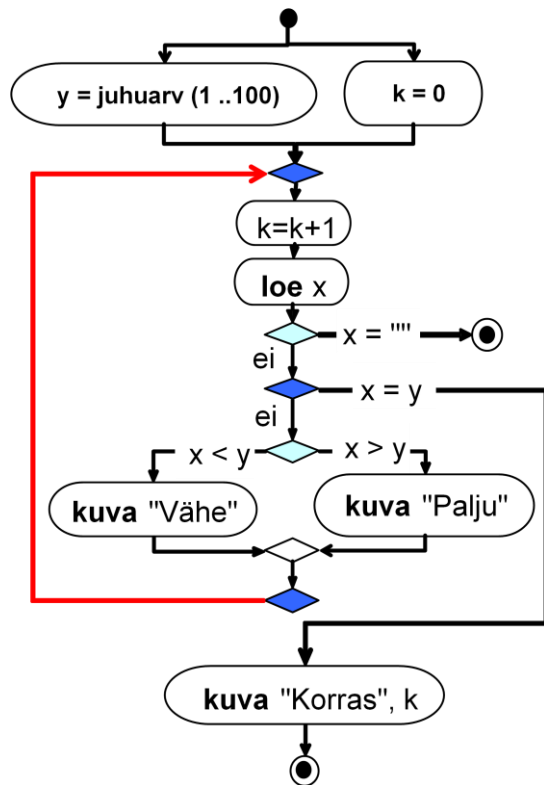 y = juhuarv (1 ..100)
k = 0
k=k+1
loe x
x = ""
ei
x = y
ei
x < y
x > y
kuva "Vähe"
kuva "Palju"
kuva "Korras", k